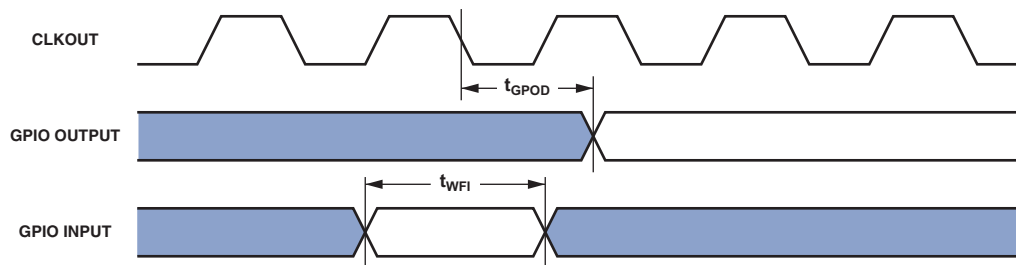 CLKOUT
tGPOD
GPIO OUTPUT
tWFI
GPIO INPUT